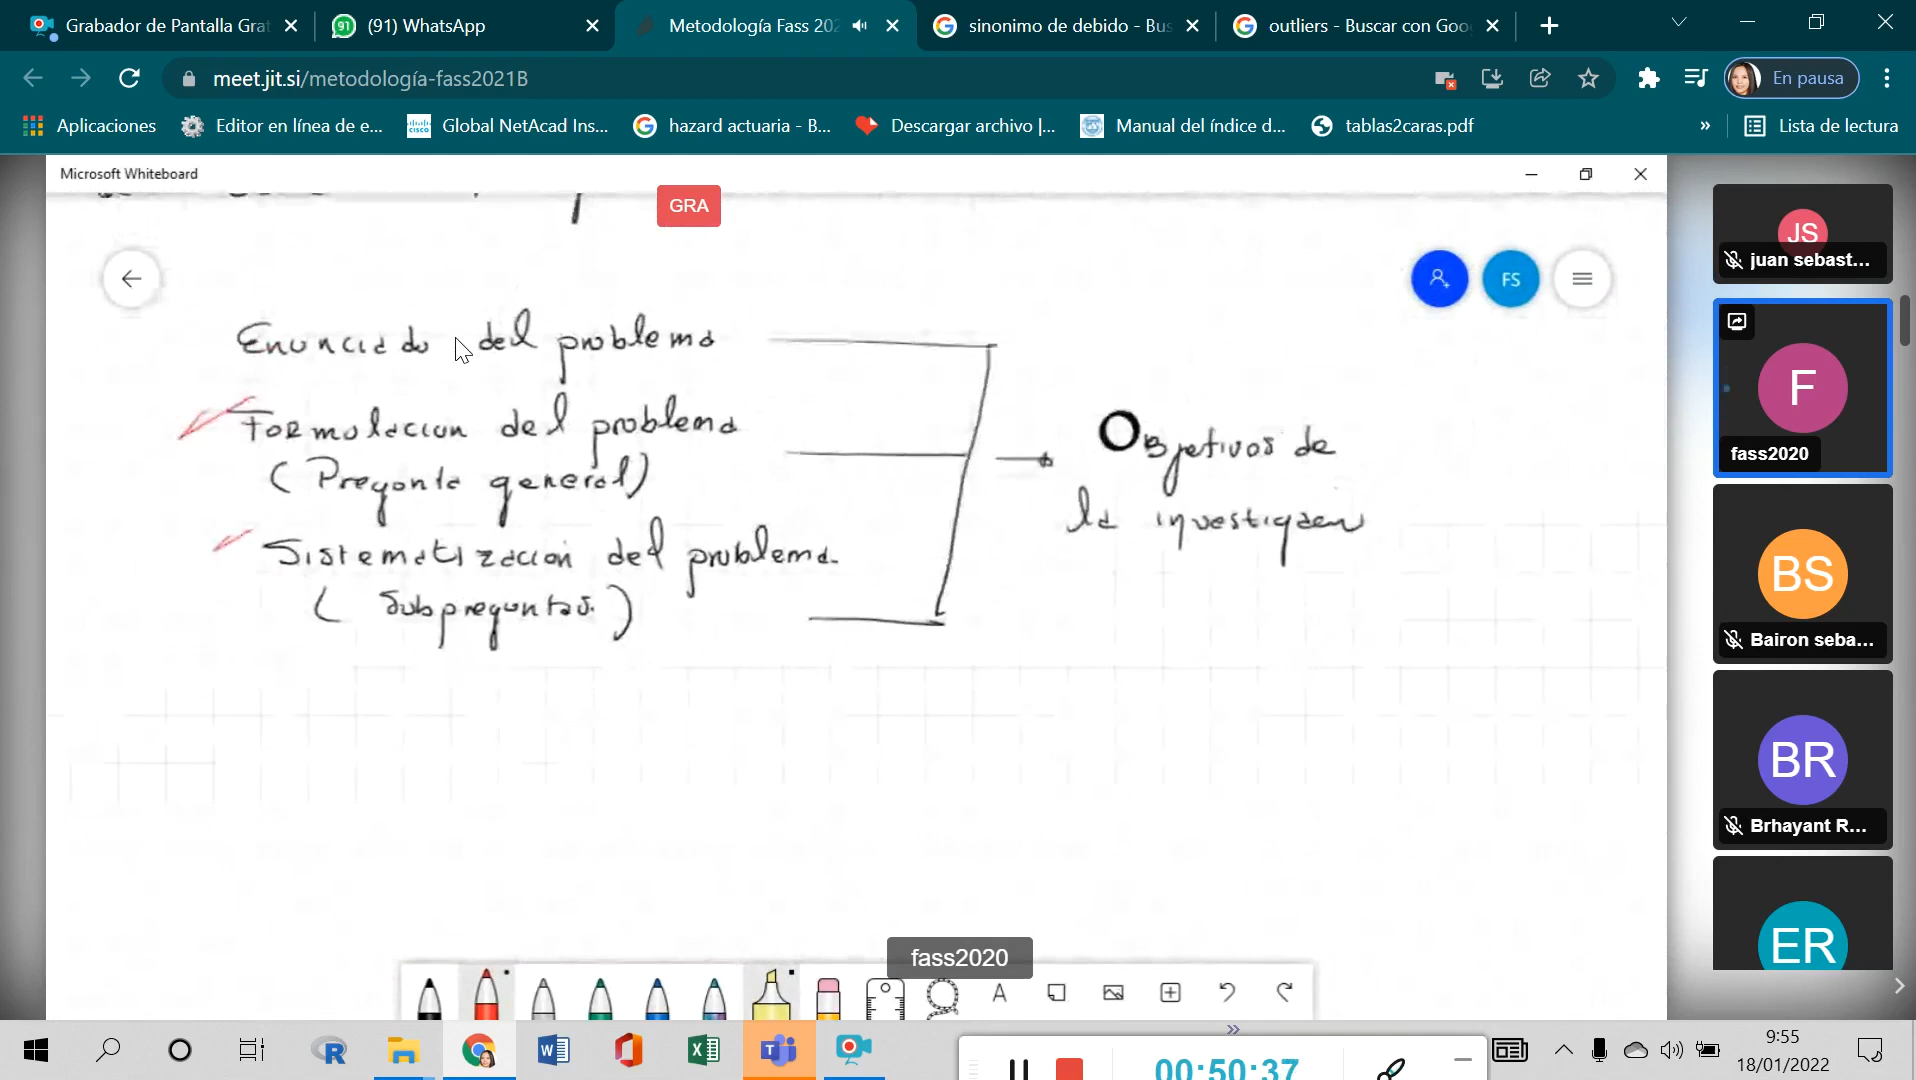 Grabador de Pantalla Grat
(91) WhatsApp
Metodología Fass 202
sinonimo de debido - Bus
outliers - Buscar con Goog
meet.jit.si/metodología-fass2021B
En pausa
Aplicaciones
Editor en línea de e...
Global NetAcad Ins...
hazard actuaria - B...
Descargar archivo |...
Manual del índice d...
tablas2caras.pdf
»
Lista de lectura
Microsoft Whiteboard
GRA
FS
Enunciado del problema
Formulacion del problema
(Pregunta general)
Sistematización del problema.
(Subpreguntas.)
Objetivos de
la
JS
juan sebast...
F
fass2020
BS
Bairon seba...
BR
Brhayant R...
ER
fass2020
00:50:37
9:55
18/01/2022